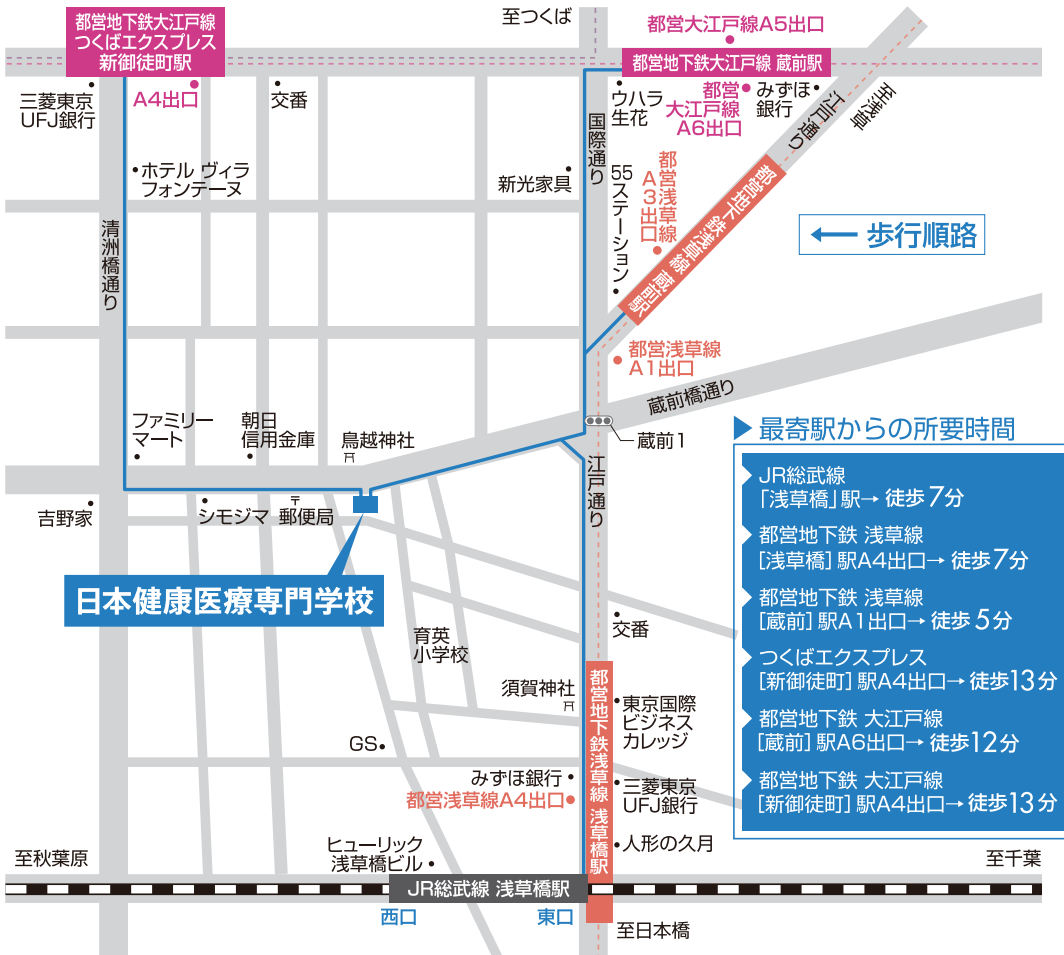 都営地下鉄大江戸線
つくばエクスプレス
新御徒町駅
至つくば
都営大江戸線A5出口
都営地下鉄大江戸線 蔵前駅
三菱東京
UFJ銀行
A4出口
交番
ウハラ
生花
都営
大江戸線
A6出口
みずほ
銀行
江戸通り
至浅草
ホテル ヴィラ
フォンテーヌ
新光家具
国際通り
55ステーション
都営浅草線
A3出口
都営地下鉄浅草線 蔵前駅
清洲橋通り
← 歩行順路
都営浅草線
A1出口
蔵前橋通り
ファミリー
マート
朝日
信用金庫
鳥越神社
蔵前1
江戸通り
吉野家
シモジマ
〒
郵便局
日本健康医療専門学校
育英
小学校
交番
須賀神社
都営地下鉄浅草線 浅草橋駅
東京国際
ビジネス
カレッジ
GS
みずほ銀行
都営浅草線A4出口
三菱東京
UFJ銀行
ヒューリック
浅草橋ビル
人形の久月
至秋葉原
至千葉
JR総武線 浅草橋駅
西口
東口
至日本橋
▶ 最寄駅からの所要時間
JR総武線
「浅草橋」駅→ 徒歩7分
都営地下鉄 浅草線
[浅草橋] 駅A4出口→ 徒歩7分
都営地下鉄 浅草線
[蔵前] 駅A1出口→ 徒歩5分
つくばエクスプレス
[新御徒町] 駅A4出口→ 徒歩13分
都営地下鉄 大江戸線
[蔵前] 駅A6出口→ 徒歩12分
都営地下鉄 大江戸線
[新御徒町] 駅A4出口→ 徒歩13分